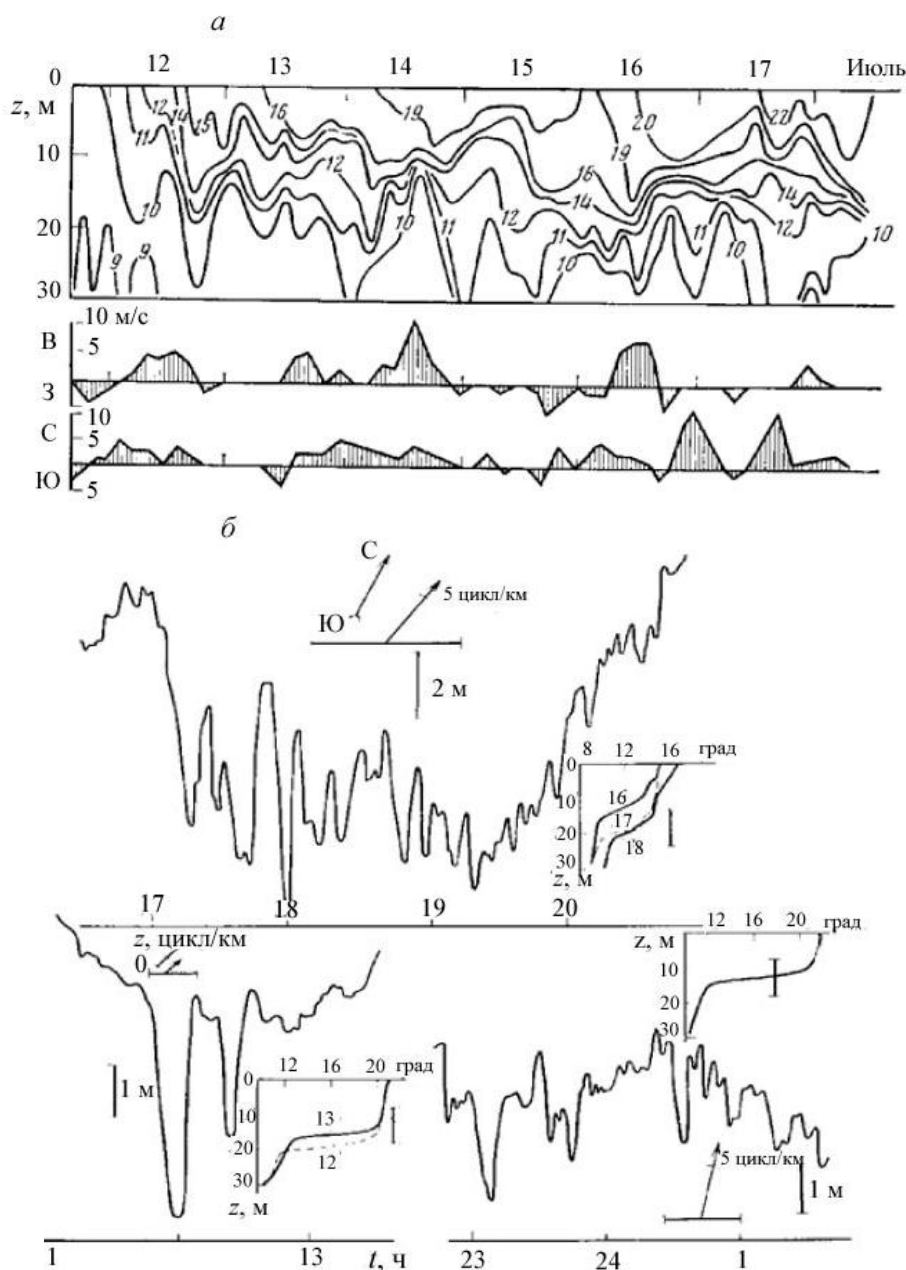 а
12 13 14 15 16 17 Июль
0
z, м
10
20
30
12 14 15 16 19 20 22
11 12 16 19
10 14 14
12 12
10 11 11 11 10
9 9 10 10
10 м/с
5
В
З
10
С 5
Ю
5
б
С
5 цикл/км
Ю
2 м
8 12 16 град
0
10 16
17
20
18
30
z, м
17 18 19 20
z, цикл/км
0
12 16 20
z, м
0
10
20
30
1 м
12 16 20 град
0
10 13
20
12
30
z, м
5 цикл/км
1 м
1 13 t, ч 23 24 1